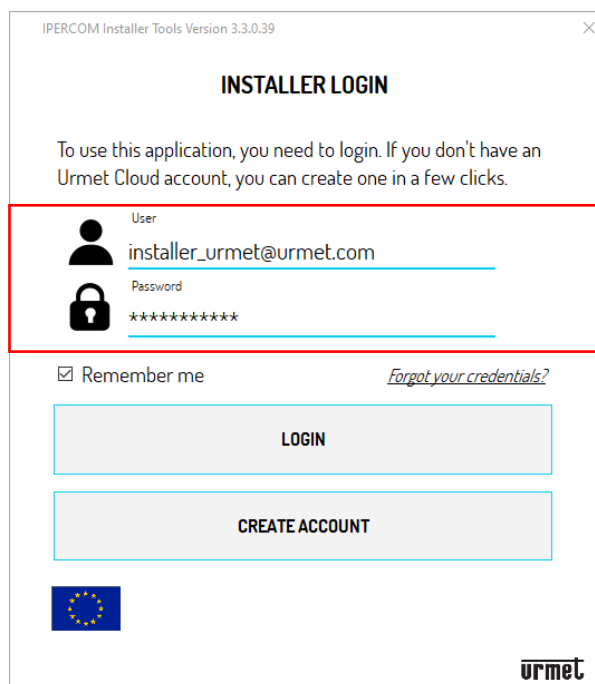 IPERCOM Installer Tools Version 3.3.0.39
INSTALLER LOGIN
To use this application, you need to login. If you don't have an
Urmet Cloud account, you can create one in a few clicks.
User
installer_urmet@urmet.com
Password
***********
Remember me
Forgot your credentials?
LOGIN
CREATE ACCOUNT
urmet